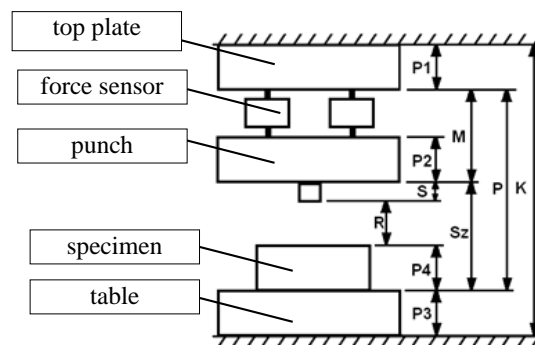 top plate
P1
force sensor
M
P
K
punch
P2
S
R
Sz
specimen
P4
table
P3